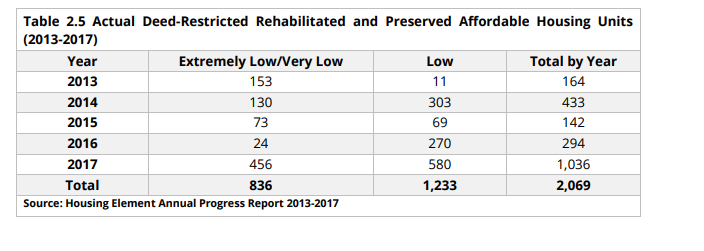 Table 2.5 Actual Deed-Restricted Rehabilitated and Preserved Affordable Housing Units
(2013-2017)
Year Extremely Low/Very Low Low Total by Year
2013 153 11 164
2014 130 303 433
2015 73 69 142
2016 24 270 294
2017 456 580 1,036
Total 836 1,233 2,069
Source: Housing Element Annual Progress Report 2013-2017